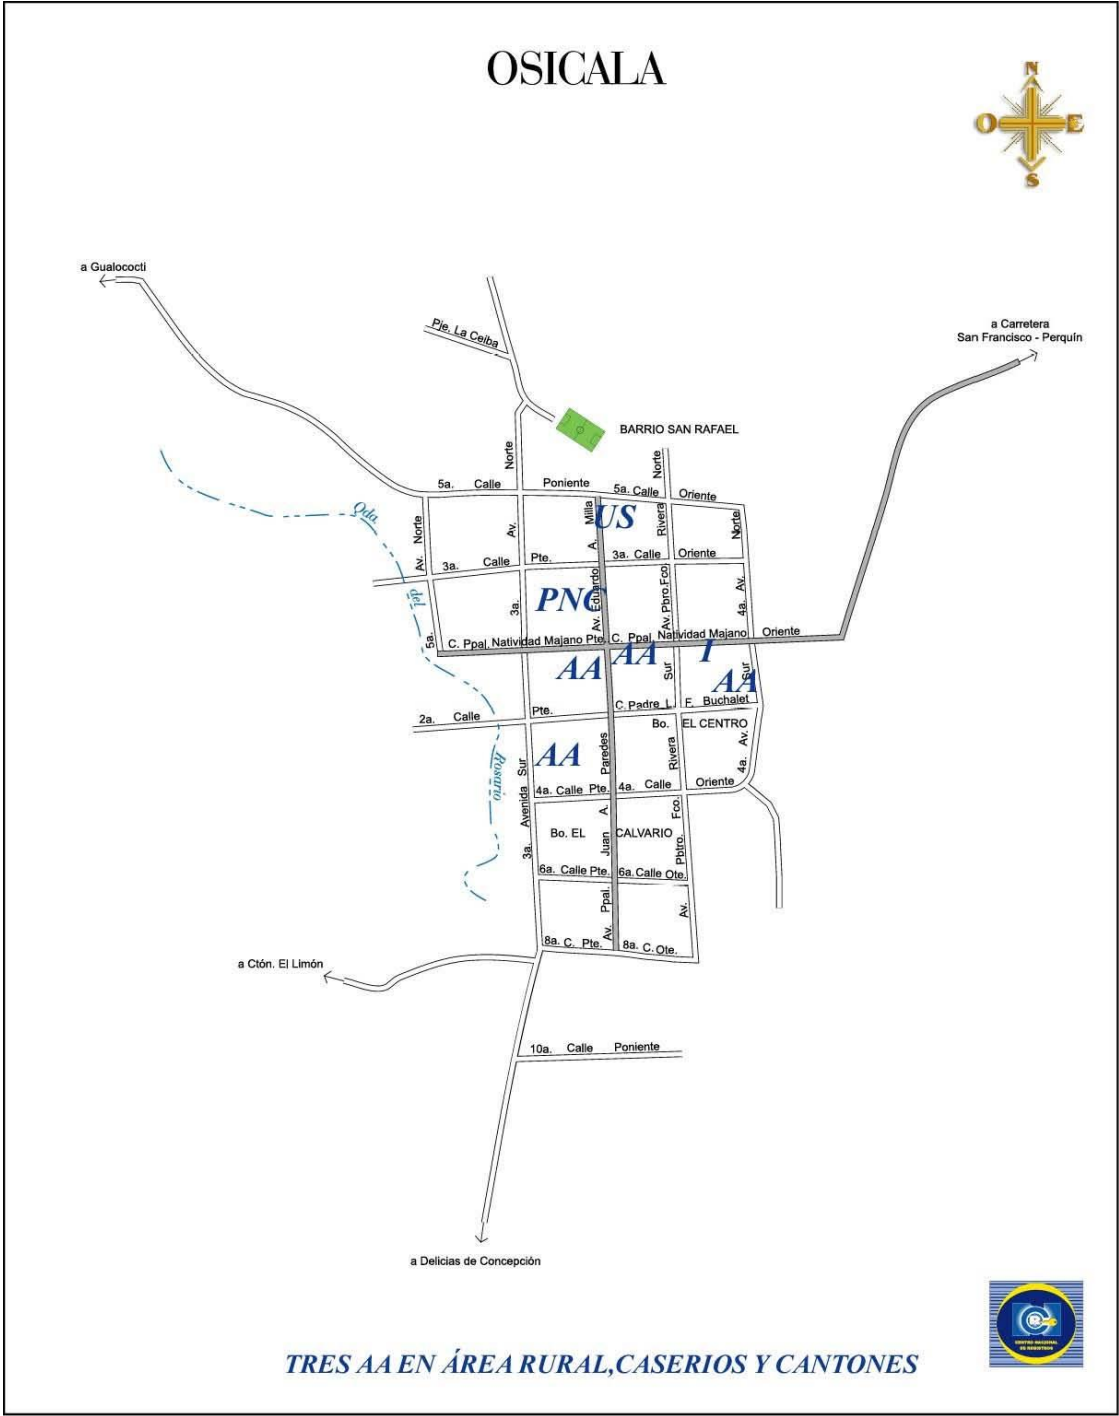 OSICALA
N
O E
S
a Gualococti
a Carretera
San Francisco - Perquín
Pje. La Ceiba
BARRIO SAN RAFAEL
Norte
Norte
5a. Calle Poniente 5a. Calle Oriente
Qda.
US
Av. Norte
Av.
Av. Eduardo A. Milla
Rivera
Norte
3a. Calle Pte. 3a. Calle Oriente
del
PNC
3a.
Av. Pbro. Fco.
4a. Av.
5a.
C. Ppal. Natividad Majano Pte. C. Ppal. Natividad Majano Oriente
AA AA I
AA
Sur
Sur
2a. Calle Pte. C. Padre L. F. Buchalet
Bo. EL CENTRO
Rosario
AA
3a. Avenida Sur
Av. Ppal. Juan A. Paredes
Av. Pbtro. Fco. Rivera
4a. Av.
4a. Calle Pte. 4a. Calle Oriente
Bo. EL CALVARIO
6a. Calle Pte. 6a. Calle Ote.
8a. C. Pte. 8a. C. Ote.
a Ctón. El Limón
10a. Calle Poniente
a Delicias de Concepción
CENTRO NACIONAL
DE REGISTROS
TRES AA EN ÁREA RURAL,CASERIOS Y CANTONES